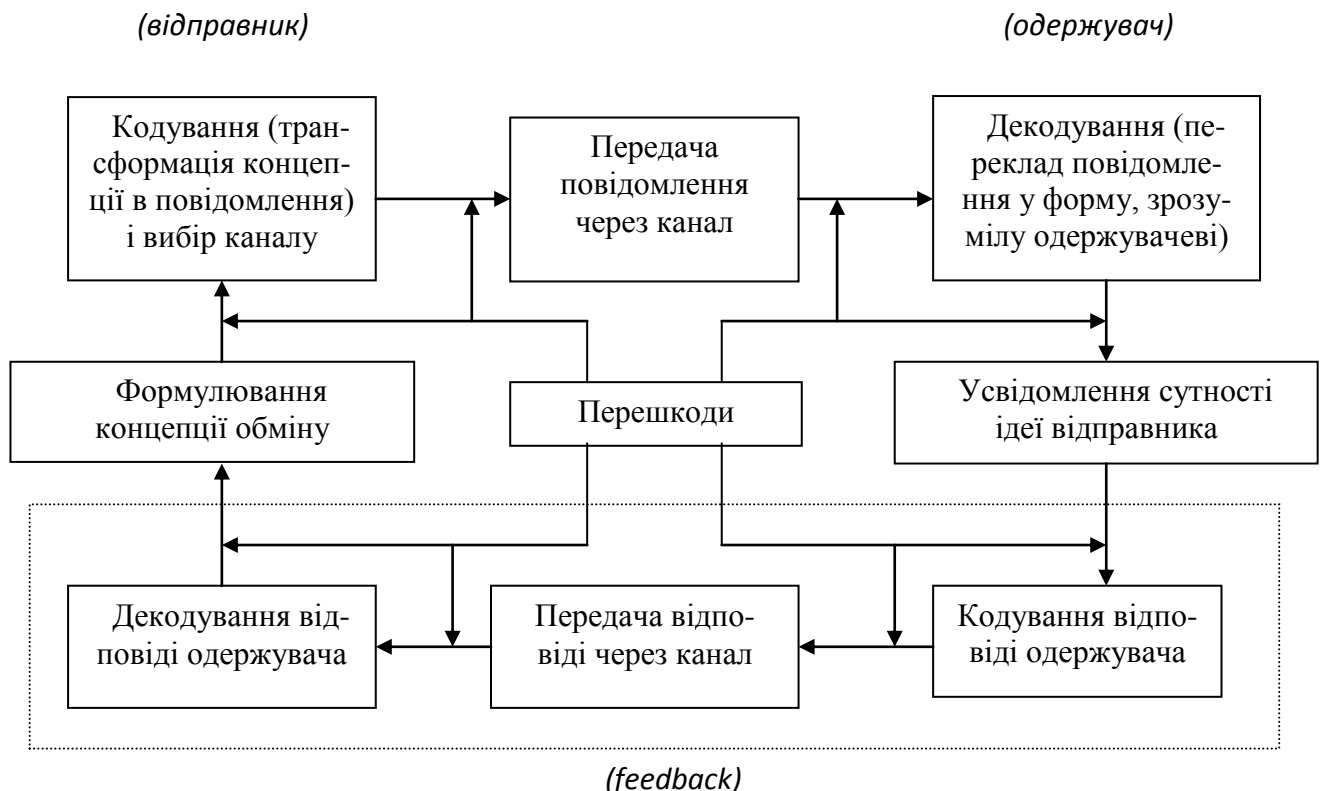 (відправник)
(одержувач)
Кодування (тран-
сформація концеп-
ції в повідомлення)
і вибір каналу
Передача
повідомлення
через канал
Декодування (пе-
реклад повідомле-
ння у форму, зрозу-
мілу одержувачеві)
Формулювання
концепції обміну
Перешкоди
Усвідомлення сутності
ідеї відправника
Декодування від-
повіді одержувача
Передача відпо-
віді через канал
Кодування відпо-
віді одержувача
(feedback)